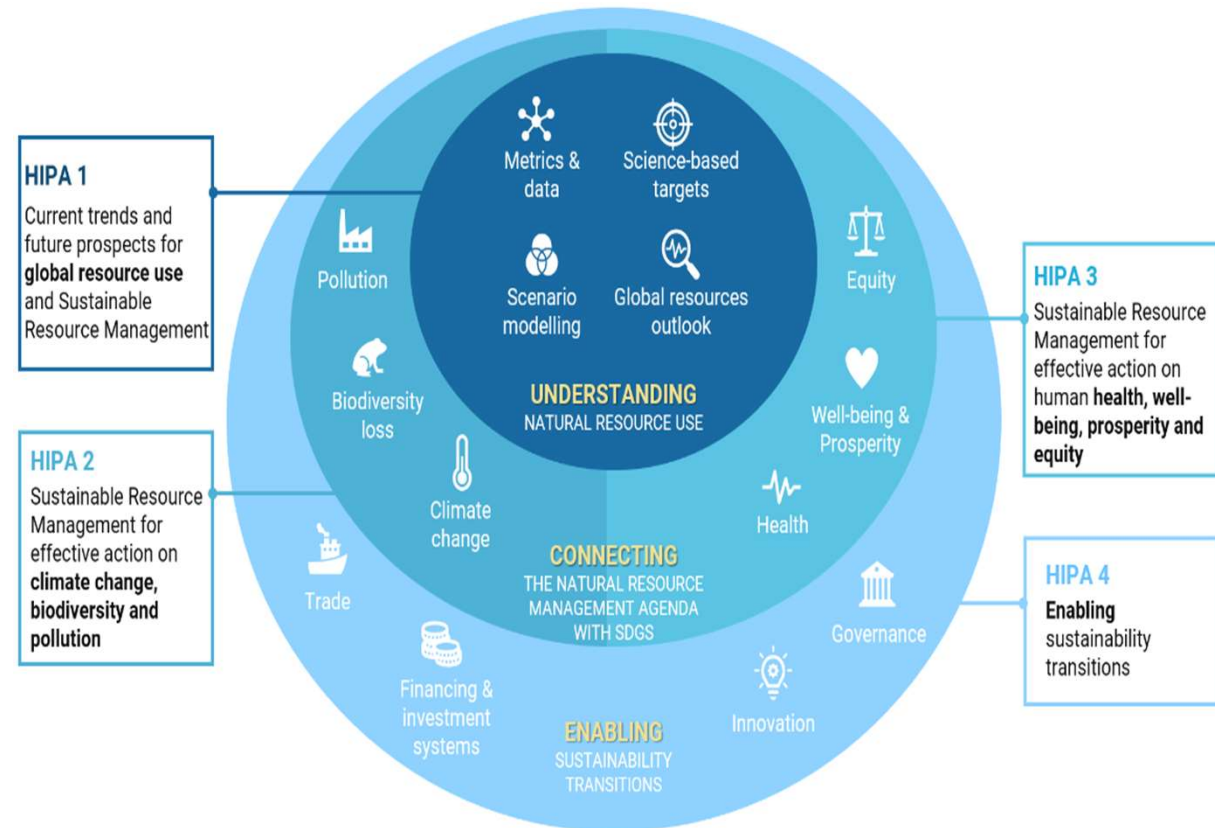 HIPA 1
Current trends and
future prospects for
global resource use
and Sustainable
Resource Management
HIPA 2
Sustainable Resource
Management for
effective action on
climate change,
biodiversity and
pollution
Metrics &
data
Science-based
targets
Scenario
modelling
Global resources
outlook
UNDERSTANDING
NATURAL RESOURCE USE
Pollution
Biodiversity
loss
Climate
change
Equity
Well-being &
Prosperity
Health
CONNECTING
THE NATURAL RESOURCE
MANAGEMENT AGENDA
WITH SDGS
Trade
Financing &
investment
systems
Governance
Innovation
ENABLING
SUSTAINABILITY
TRANSITIONS
HIPA 3
Sustainable Resource
Management for
effective action on
human health, well-
being, prosperity and
equity
HIPA 4
Enabling
sustainability
transitions